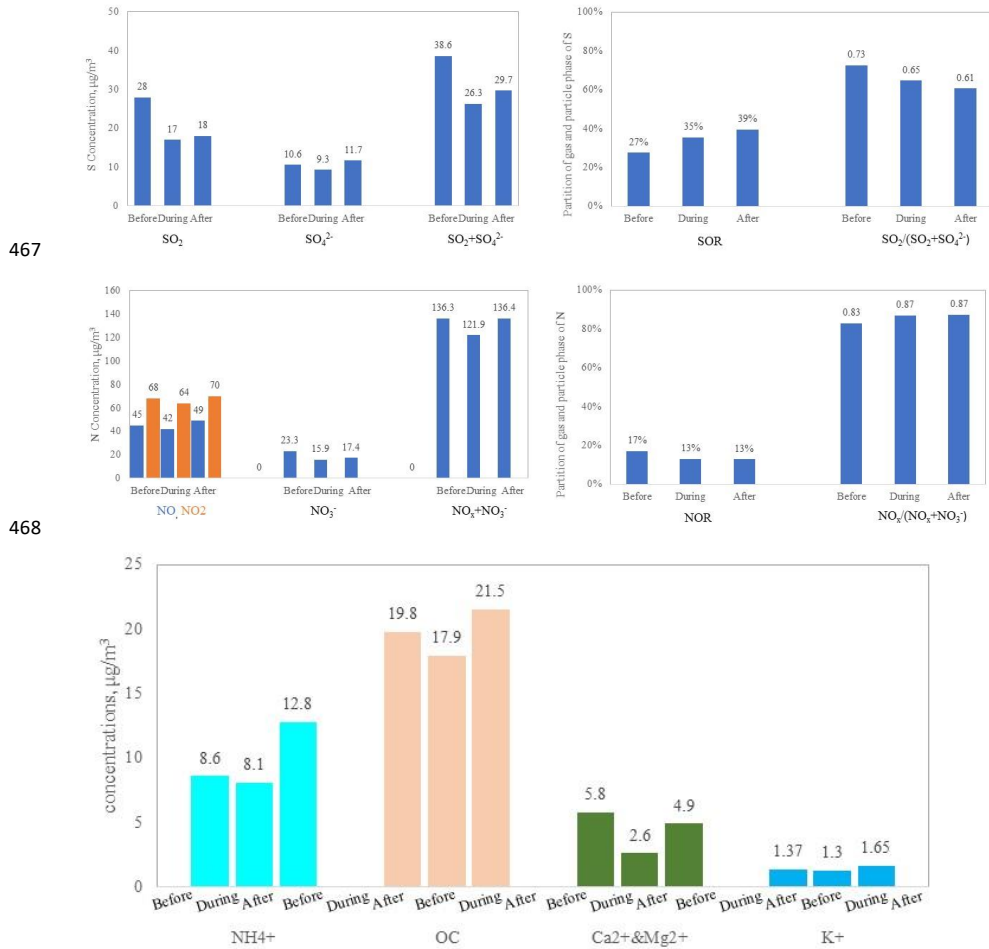 50
40
30
20
10
0
S Concentration, µg/m³
28
17
18
10.6
9.3
11.7
38.6
26.3
29.7
Before During After
Before During After
Before During After
SO₂
SO₄²⁻
SO₂+SO₄²⁻
100%
80%
60%
40%
20%
0%
Partition of gas and particle phase of S
27%
35%
39%
0.73
0.65
0.61
Before During After
Before During After
SOR
SO₂/(SO₂+SO₄²⁻)
467
160
140
120
100
80
60
40
20
0
N Concentration, µg/m³
45
68
42
64
49
70
0
23.3
15.9
17.4
0
136.3
121.9
136.4
Before During After
Before During After
Before During After
NO, NO2
NO₃⁻
NOₓ+NO₃⁻
100%
80%
60%
40%
20%
0%
Partition of gas and particle phase of N
17%
13%
13%
0.83
0.87
0.87
Before During After
Before During After
NOR
NOₓ/(NOₓ+NO₃⁻)
468
25
20
15
10
5
0
concentrations, µg/m³
8.6
8.1
12.8
19.8
17.9
21.5
5.8
2.6
4.9
1.37
1.3
1.65
Before During After Before During After Before During After Before During After Before During After
NH4+
OC
Ca2+&Mg2+
K+